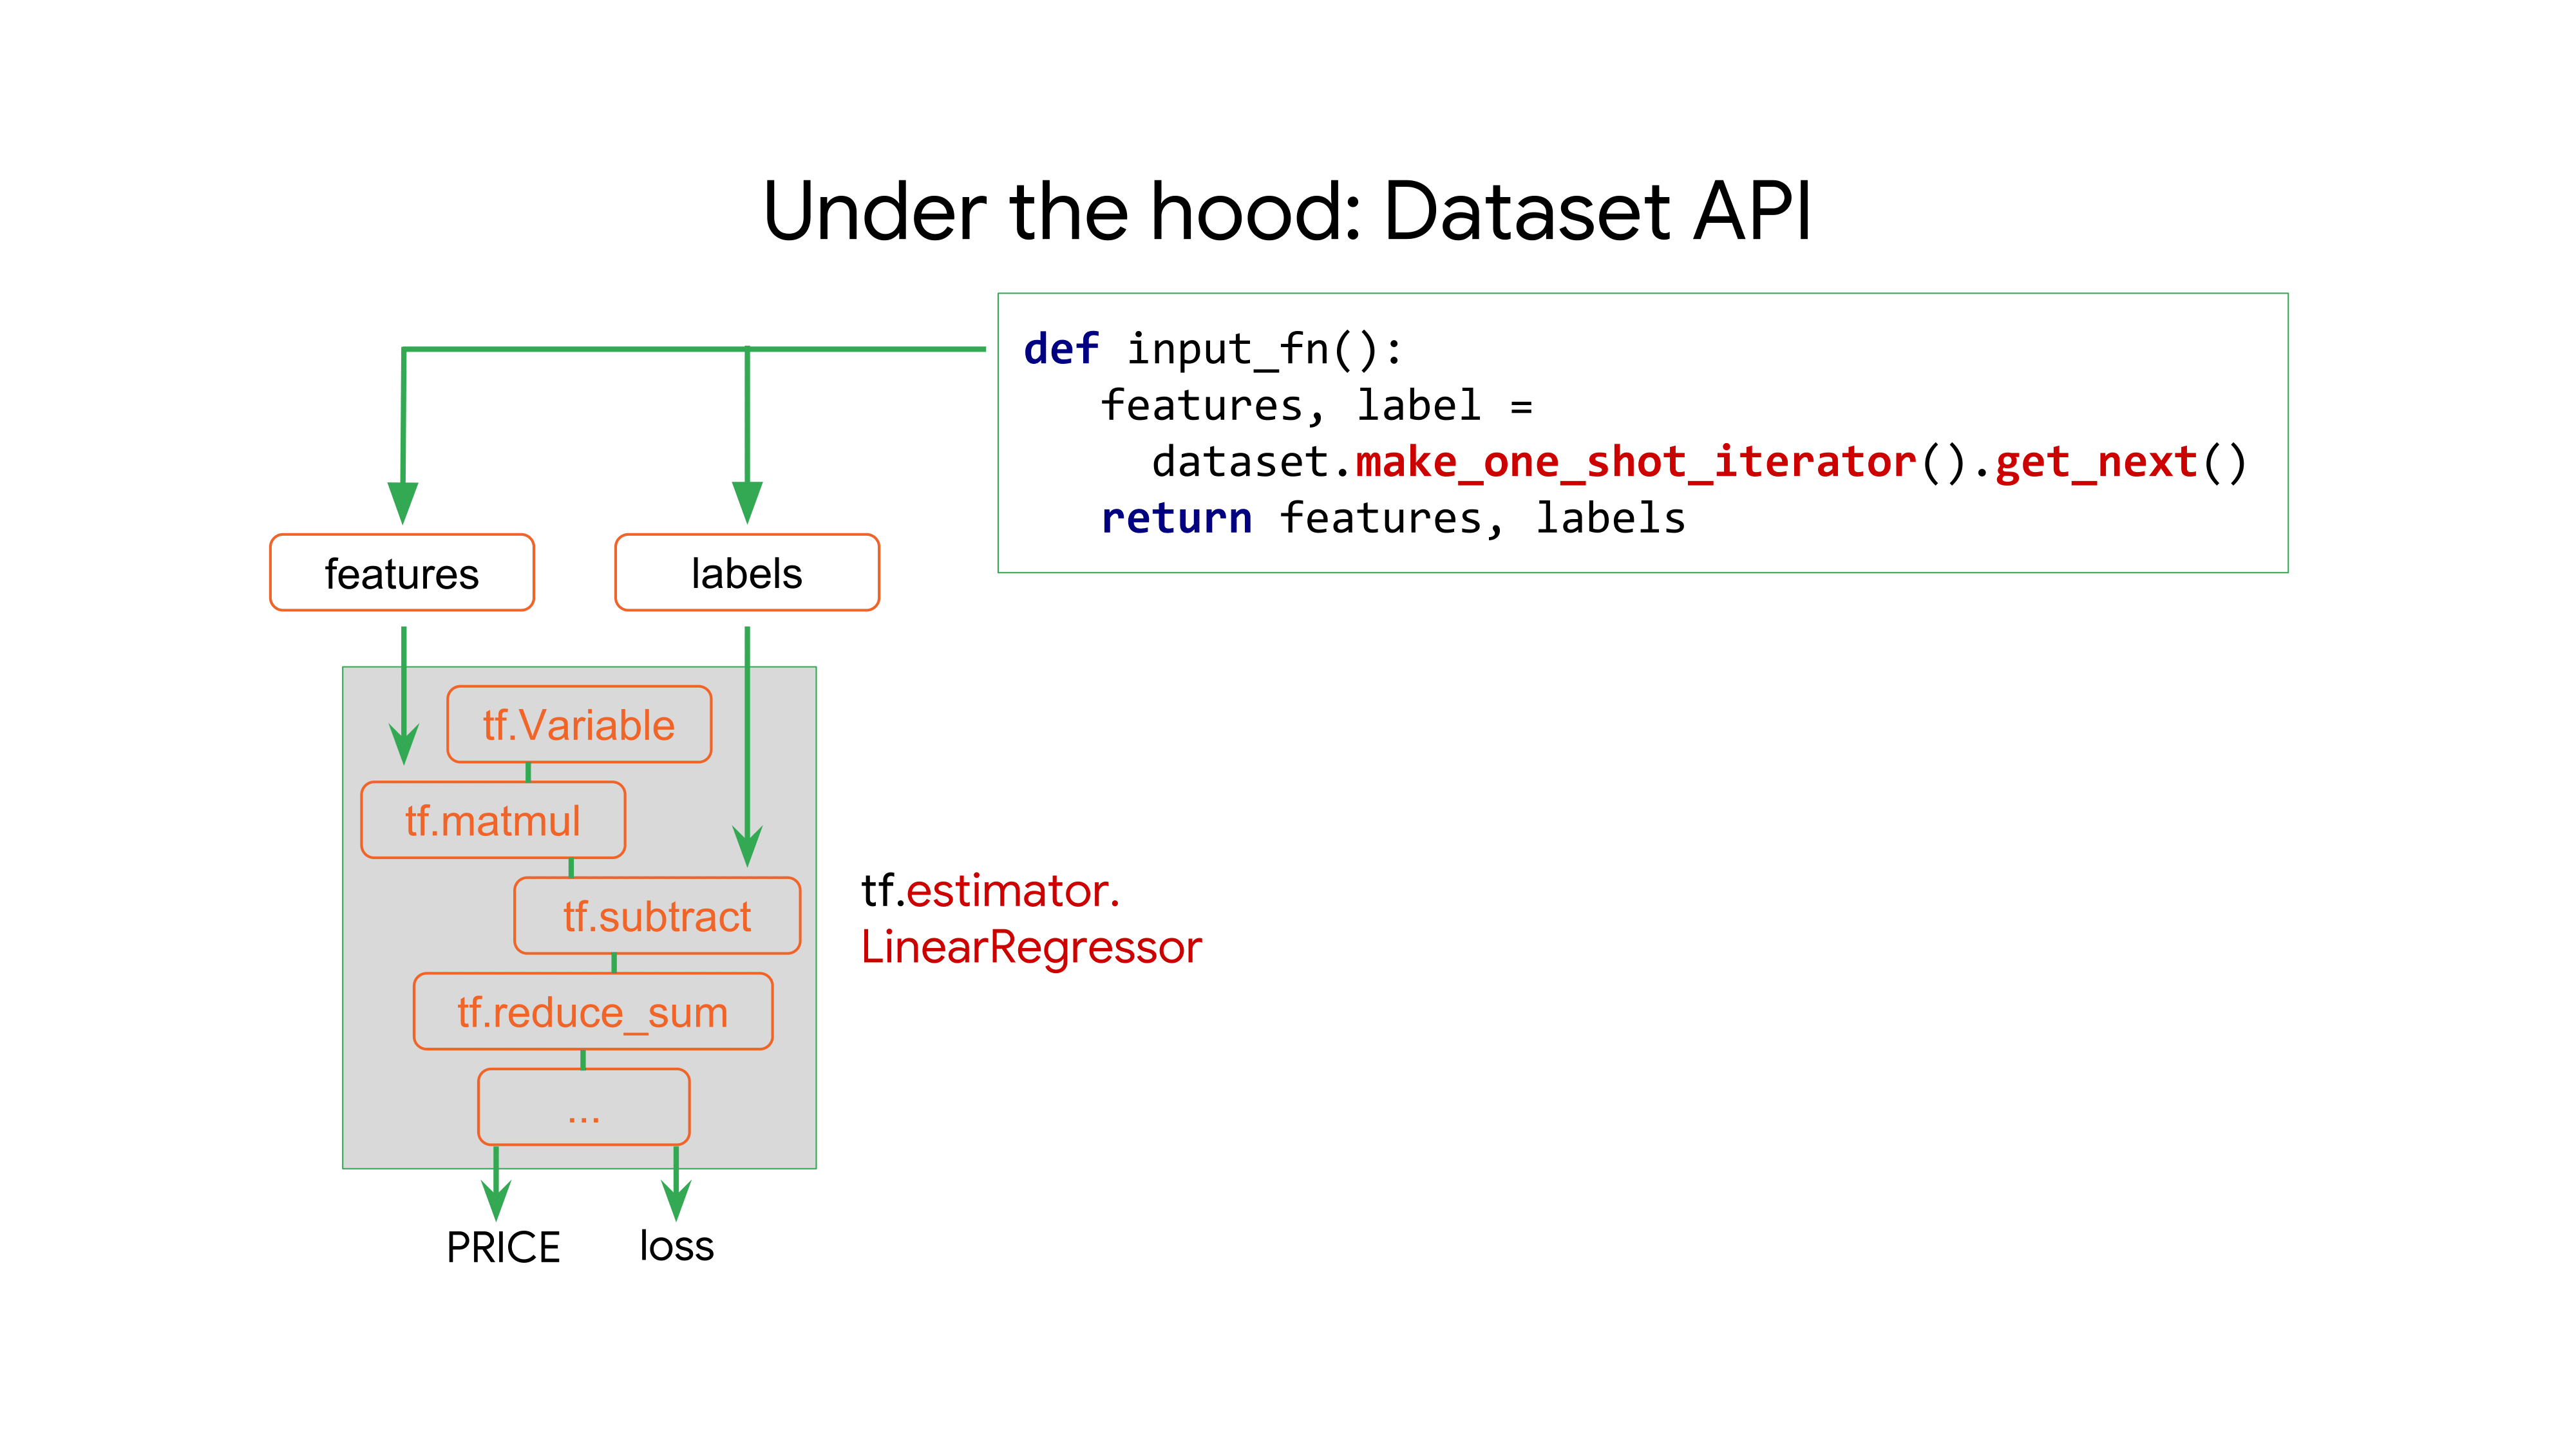 Under the hood: Dataset API
def input_fn():
features, label =
dataset.make_one_shot_iterator().get_next()
return features, labels
features
labels
tf.Variable
tf.matmul
tf.subtract
tf.reduce_sum
...
tf.estimator.
LinearRegressor
PRICE
loss